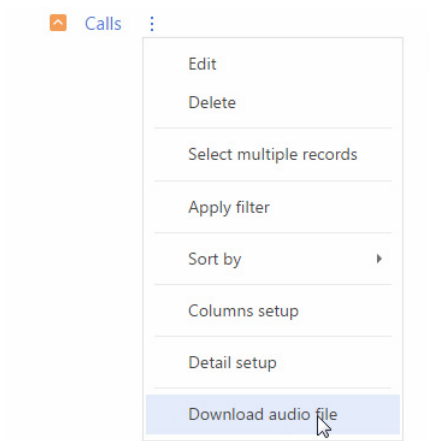 Calls
Edit
Delete
Select multiple records
Apply filter
Sort by
Columns setup
Detail setup
Download audio file